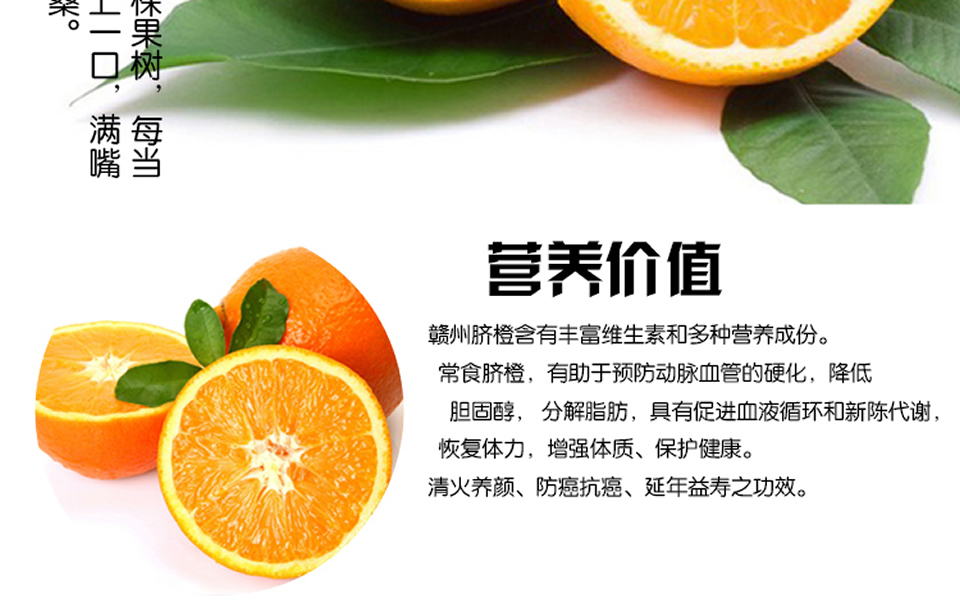 棵果树，每当
上一口，满嘴
桑。
营养价值
赣州脐橙含有丰富维生素和多种营养成份。
常食脐橙，有助于预防动脉血管的硬化，降低
胆固醇， 分解脂肪，具有促进血液循环和新陈代谢，
恢复体力，增强体质、保护健康。
清火养颜、防癌抗癌、延年益寿之功效。